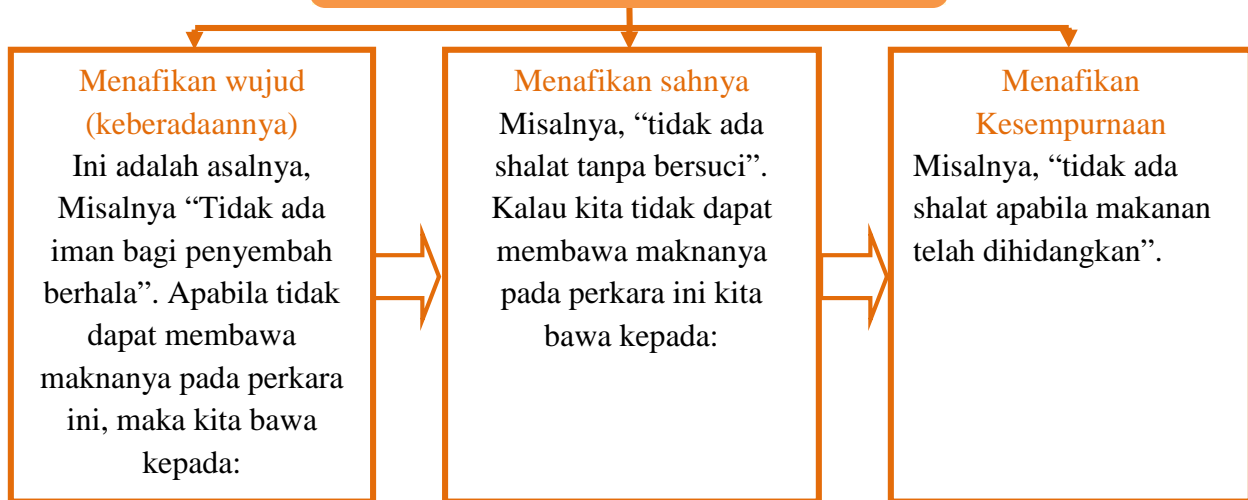 Menafikan wujud
(keberadaannya)
Ini adalah asalnya,
Misalnya “Tidak ada
iman bagi penyembah
berhala”. Apabila tidak
dapat membawa
maknanya pada perkara
ini, maka kita bawa
kepada:
Menafikan sahnya
Misalnya, “tidak ada
shalat tanpa bersuci”.
Kalau kita tidak dapat
membawa maknanya
pada perkara ini kita
bawa kepada:
Menafikan
Kesempurnaan
Misalnya, “tidak ada
shalat apabila makanan
telah dihidangkan”.